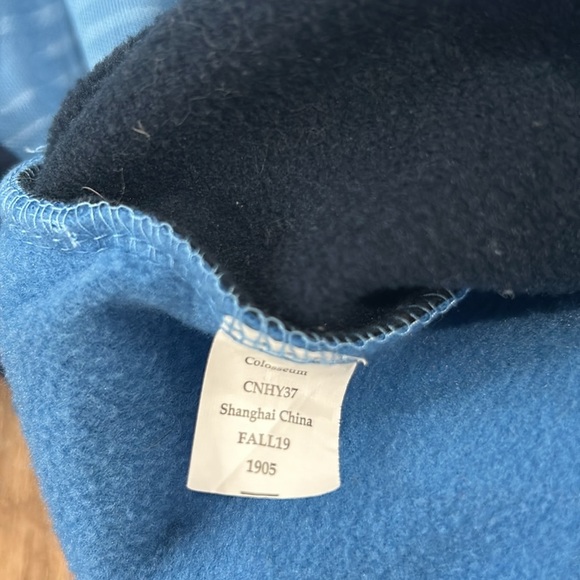 Colosseum
CNHY37
Shanghai China
FALL19
1905